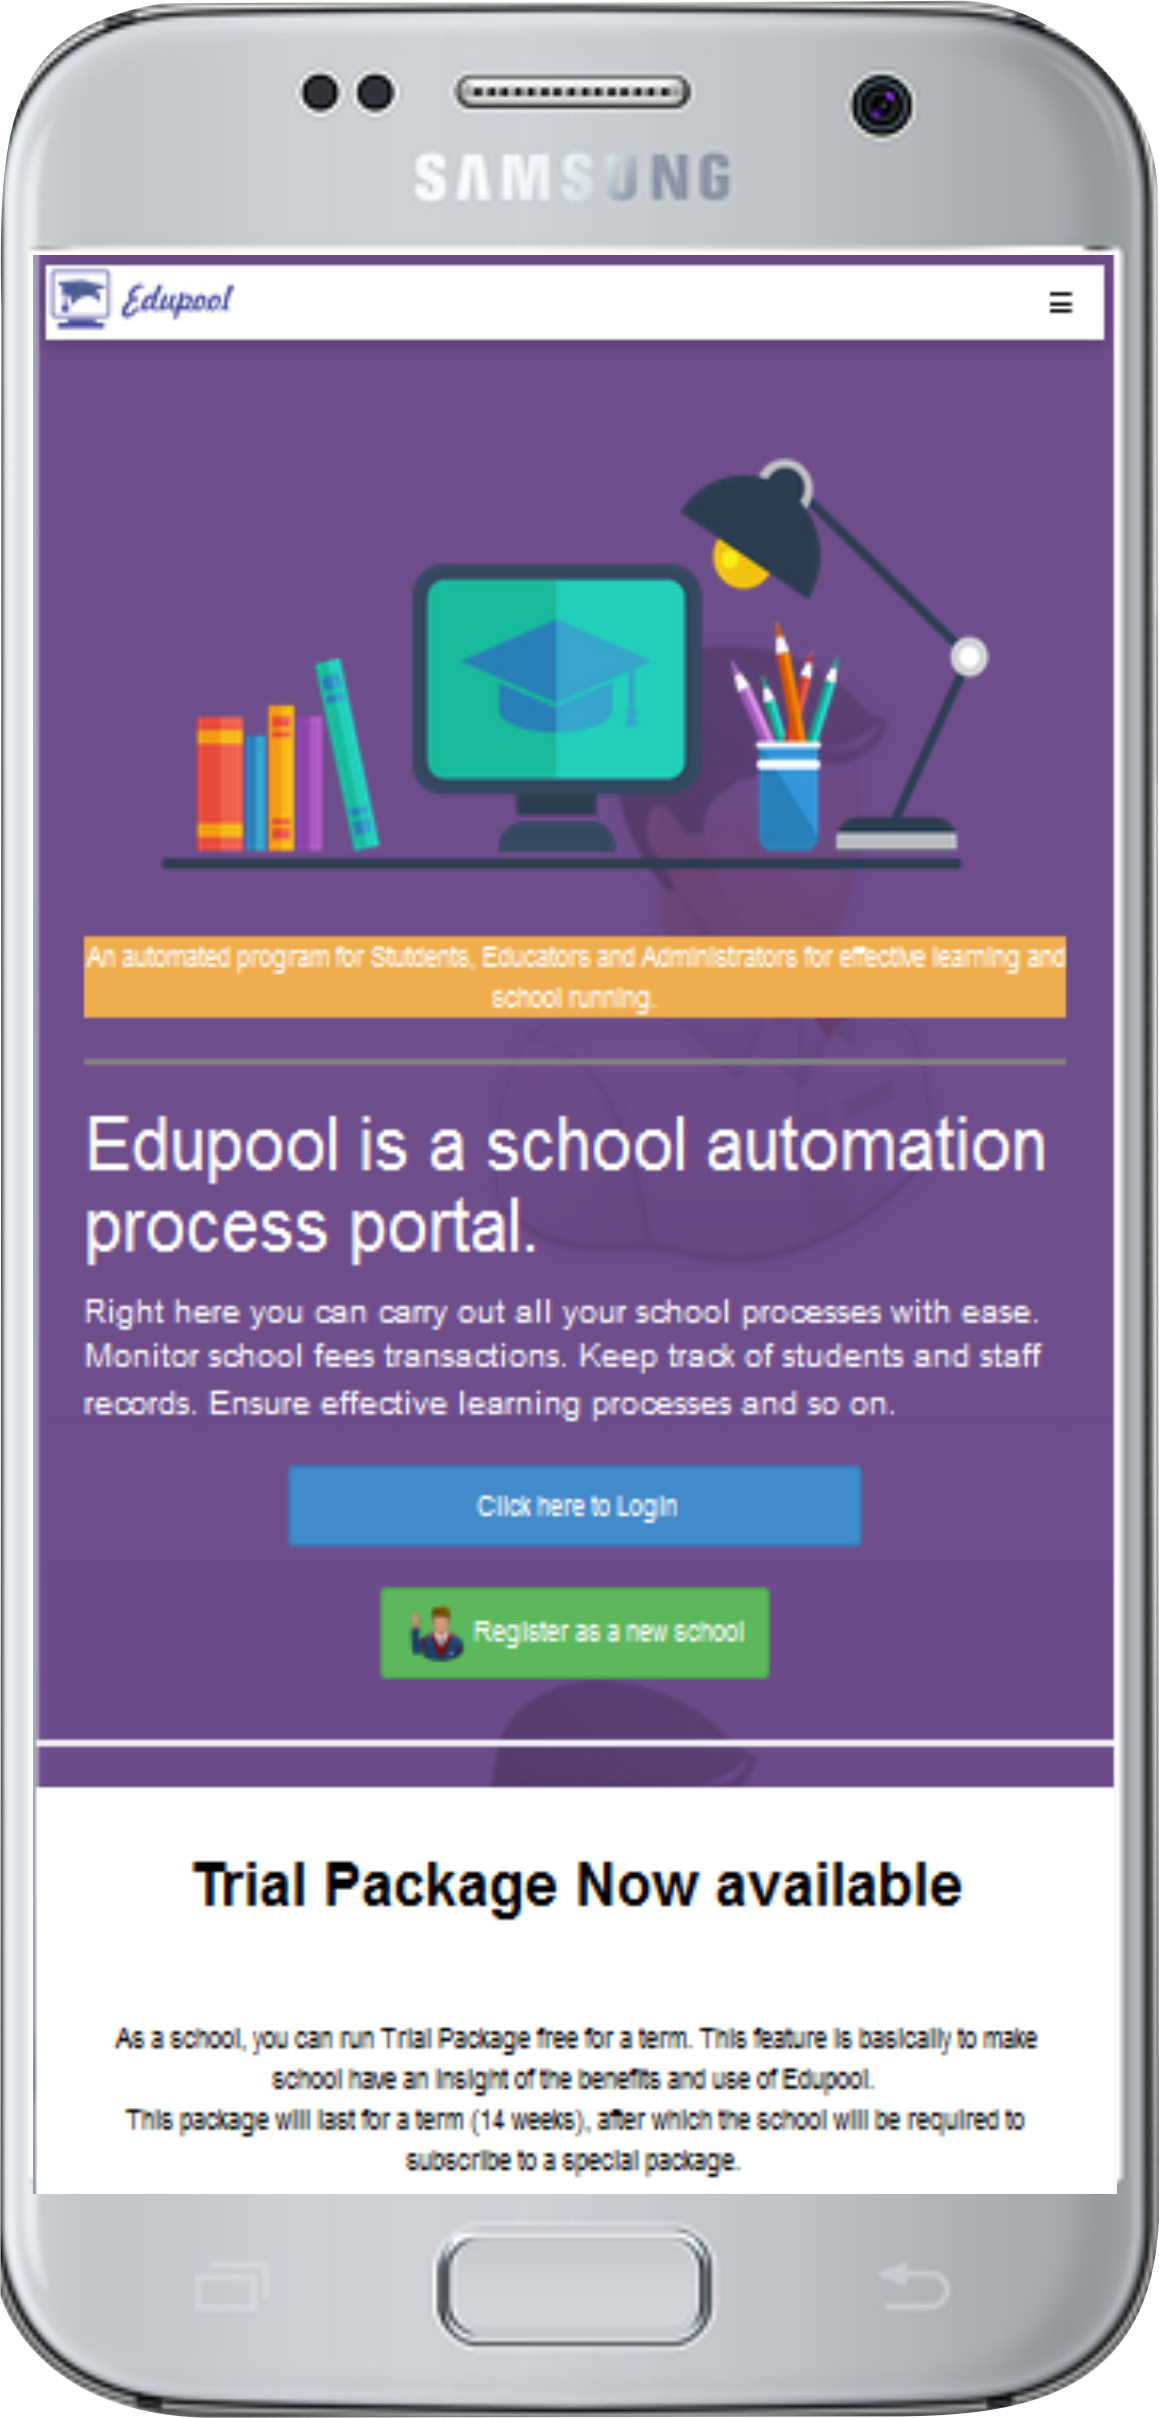 SAMSUNG
Edupool
An automated program for Stutdents, Educators and Administrators for effective learning and
school running.
Edupool is a school automation
process portal.
Right here you can carry out all your school processes with ease.
Monitor school fees transactions. Keep track of students and staff
records. Ensure effective learning processes and so on.
Click here to Login
Register as a new school
Trial Package Now available
As a school, you can run Trial Package free for a term. This feature is basically to make
school have an insight of the benefits and use of Edupool.
This package will last for a term (14 weeks), after which the school will be required to
subscribe to a special package.